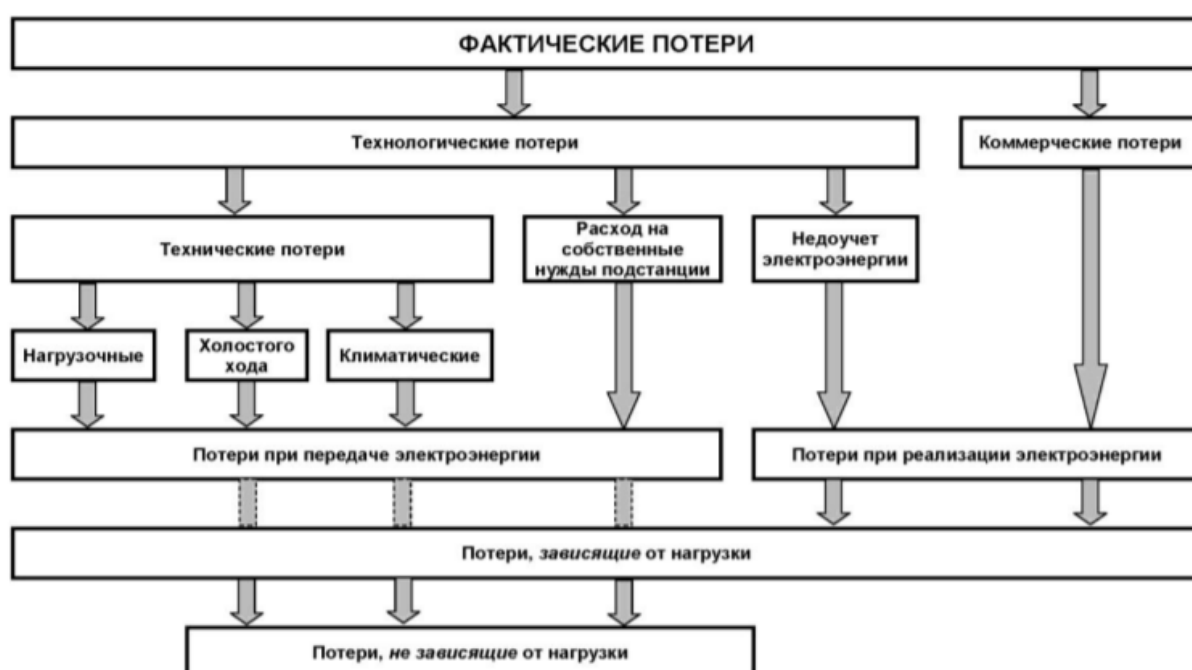 ФАКТИЧЕСКИЕ ПОТЕРИ
Технологические потери
Коммерческие потери
Технические потери
Расход на
собственные
нужды подстанции
Недоучет
электроэнергии
Нагрузочные
Холостого
хода
Климатические
Потери при передаче электроэнергии
Потери при реализации электроэнергии
Потери, зависящие от нагрузки
Потери, не зависящие от нагрузки